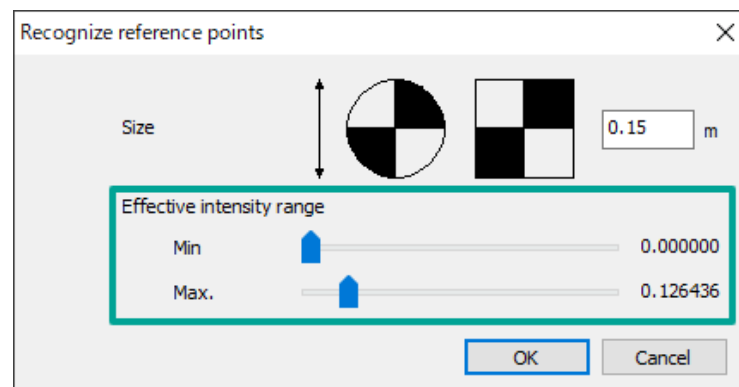 Recognize reference points
Size
0.15 m
Effective intensity range
Min 0.000000
Max. 0.126436
OK Cancel